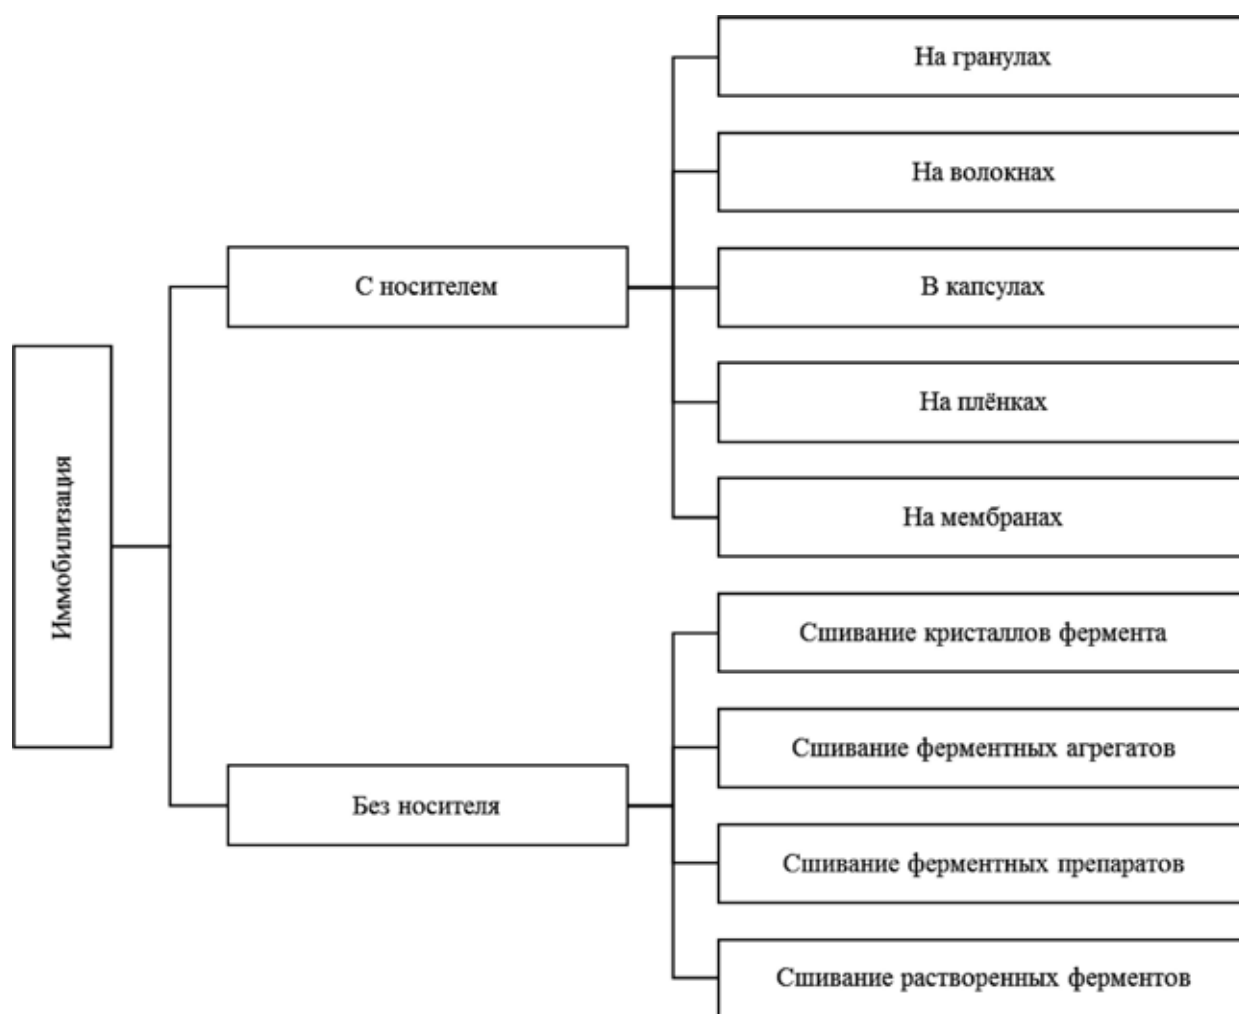 Иммобилизация
С носителем
На гранулах
На волокнах
В капсулах
На плёнках
На мембранах
Без носителя
Сшивание кристаллов фермента
Сшивание ферментных агрегатов
Сшивание ферментных препаратов
Сшивание растворенных ферментов